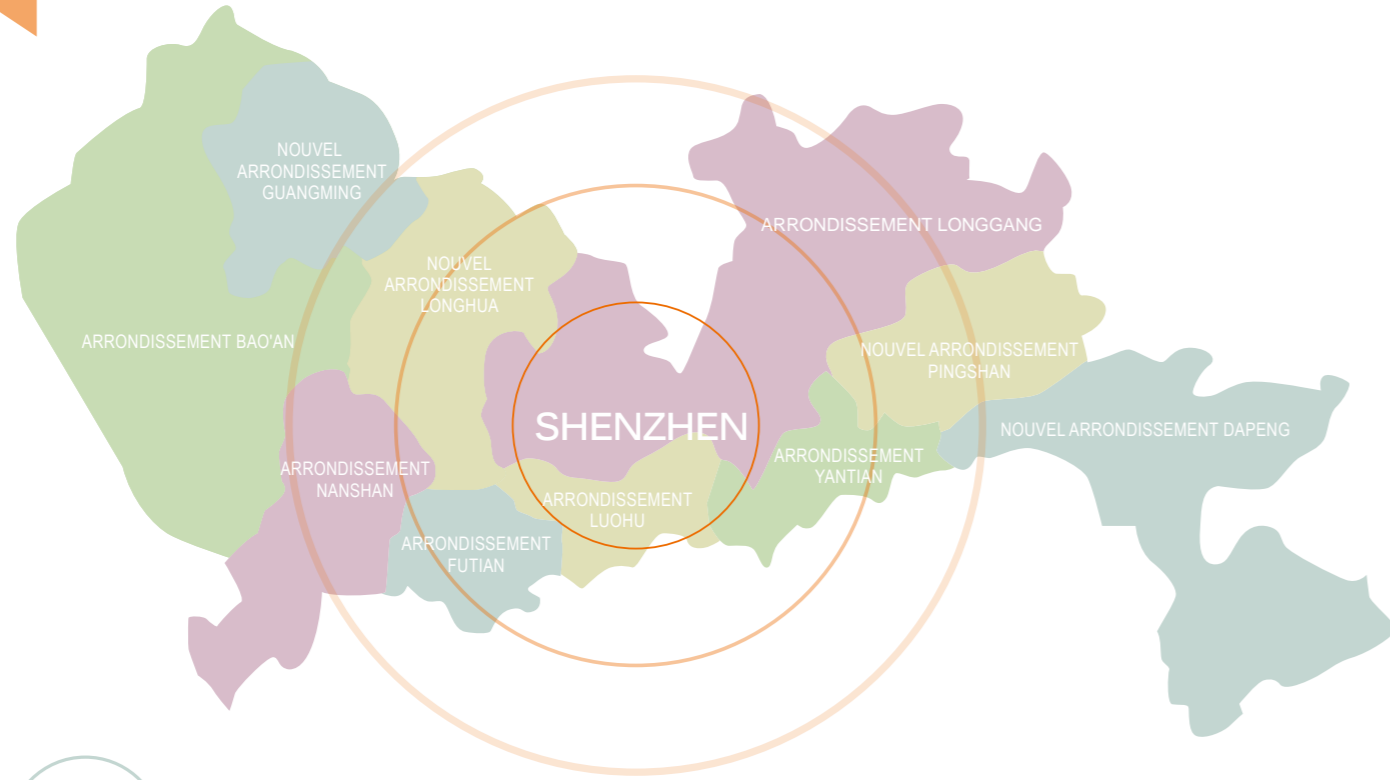 NOUVEL
ARRONDISSEMENT
GUANGMING
ARRONDISSEMENT LONGGANG
NOUVEL
ARRONDISSEMENT
LONGHUA
ARRONDISSEMENT BAO'AN
NOUVEL ARRONDISSEMENT
PINGSHAN
SHENZHEN
NOUVEL ARRONDISSEMENT DAPENG
ARRONDISSEMENT
YANTIAN
ARRONDISSEMENT
NANSHAN
ARRONDISSEMENT
LUOHU
ARRONDISSEMENT
FUTIAN